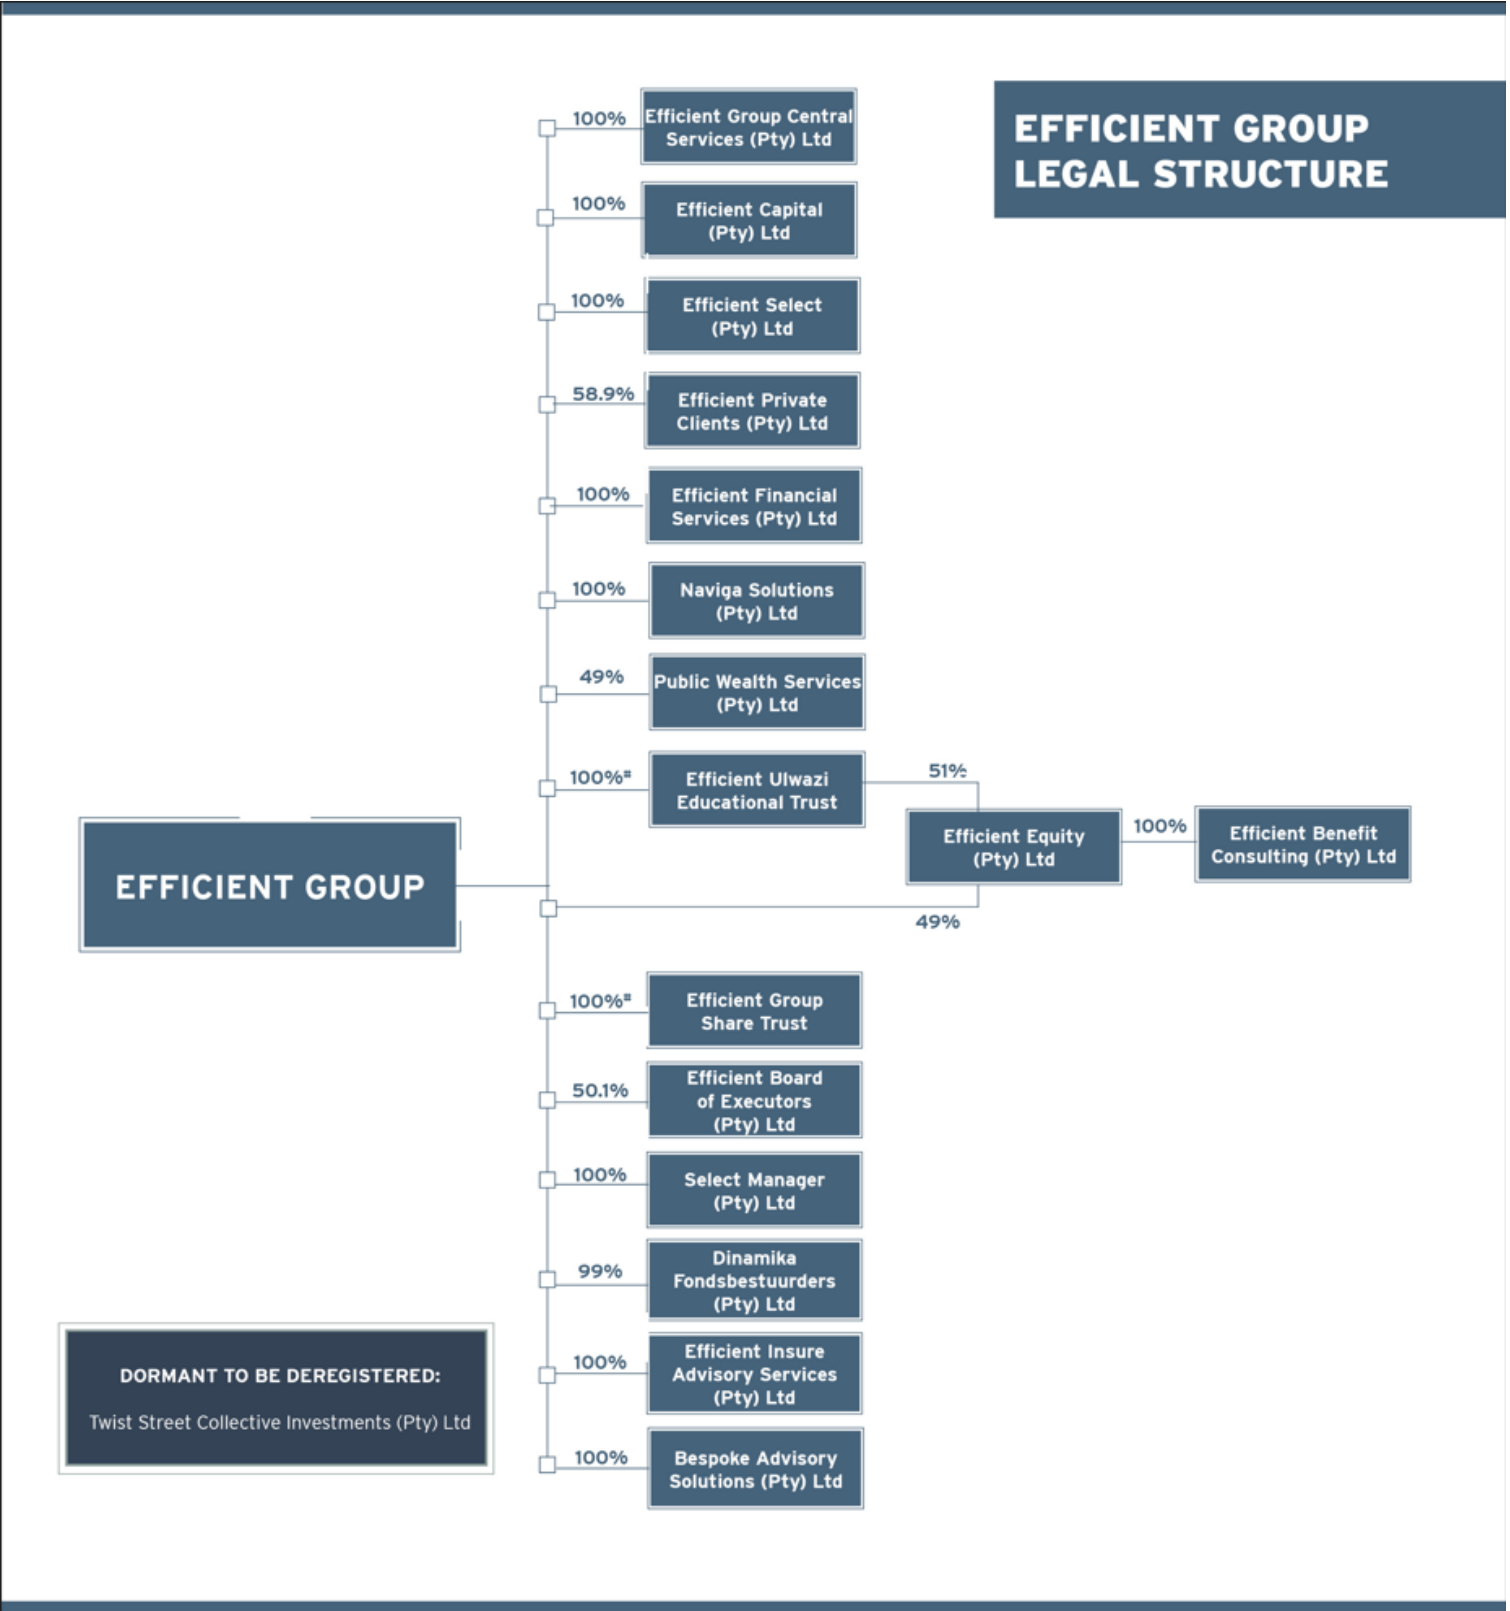 EFFICIENT GROUP
LEGAL STRUCTURE
100%
Efficient Group Central
Services (Pty) Ltd
100%
Efficient Capital
(Pty) Ltd
100%
Efficient Select
(Pty) Ltd
58.9%
Efficient Private
Clients (Pty) Ltd
100%
Efficient Financial
Services (Pty) Ltd
100%
Naviga Solutions
(Pty) Ltd
49%
Public Wealth Services
(Pty) Ltd
100%#
Efficient Ulwazi
Educational Trust
51%
Efficient Equity
(Pty) Ltd
100%
Efficient Benefit
Consulting (Pty) Ltd
EFFICIENT GROUP
49%
100%#
Efficient Group
Share Trust
50.1%
Efficient Board
of Executors
(Pty) Ltd
100%
Select Manager
(Pty) Ltd
99%
Dinamika
Fondsbestuurders
(Pty) Ltd
100%
Efficient Insure
Advisory Services
(Pty) Ltd
100%
Bespoke Advisory
Solutions (Pty) Ltd
DORMANT TO BE DEREGISTERED:
Twist Street Collective Investments (Pty) Ltd